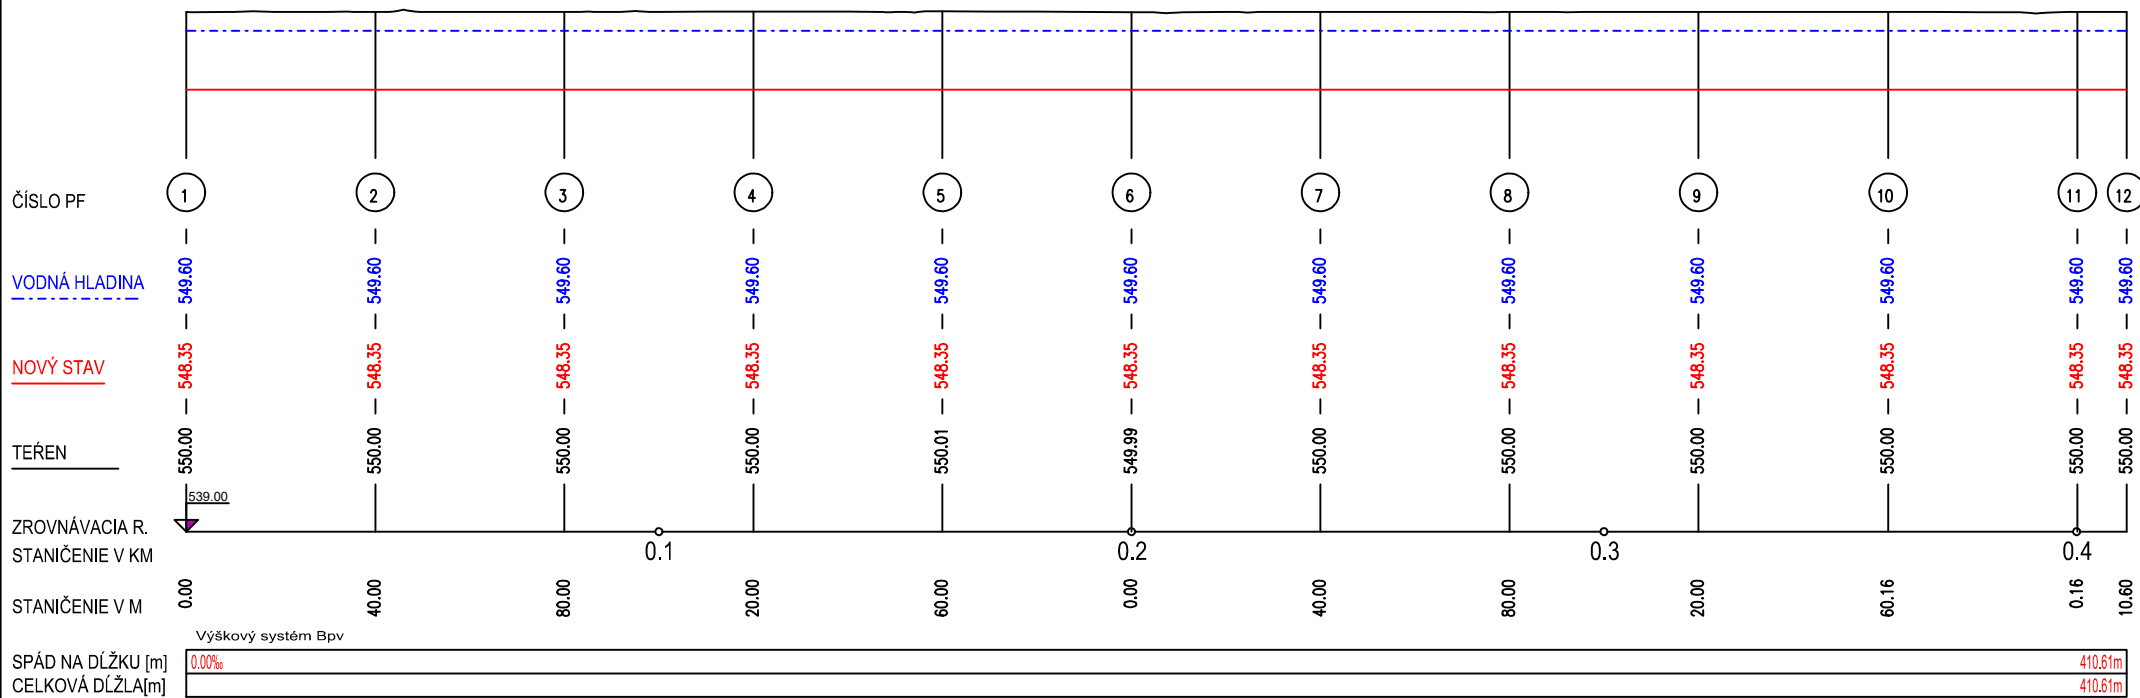 ČÍSLO PF 1 2 3 4 5 6 7 8 9 10 11 12
VODNÁ HLADINA 549.60 549.60 549.60 549.60 549.60 549.60 549.60 549.60 549.60 549.60 549.60 549.60
NOVÝ STAV 548.35 548.35 548.35 548.35 548.35 548.35 548.35 548.35 548.35 548.35 548.35 548.35
TEŔEN 550.00 550.00 550.00 550.00 550.01 549.99 550.00 550.00 550.00 550.00 550.00 550.00
539.00
ZROVNÁVACIA R.
STANIČENIE V KM 0.1 0.2 0.3 0.4
STANIČENIE V M 0.00 40.00 80.00 20.00 60.00 0.00 40.00 80.00 20.00 60.16 0.16 10.60
Výškový systém Bpv
SPÁD NA DĹŽKU [m] 0.00‰ 410.61m
CELKOVÁ DĹŽLA[m] 410.61m